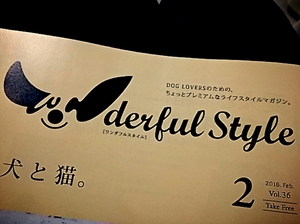 DOG LOVERSのための、
ちょっとプレミアムなライフスタイルマガジン。
Wonderful Style
[ワンダフルスタイル]
犬と猫。
2
2016. Feb.
Vol.36
Take Free